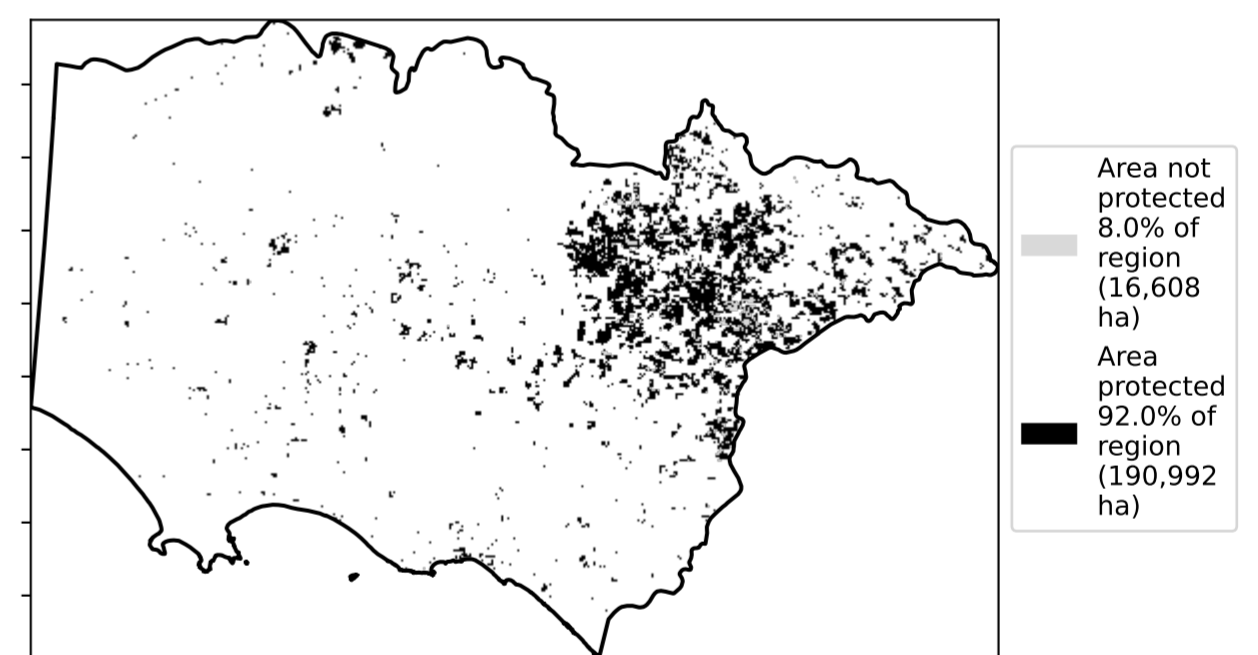 Area not
protected
8.0% of
region
(16,608
ha)
Area
protected
92.0% of
region
(190,992
ha)